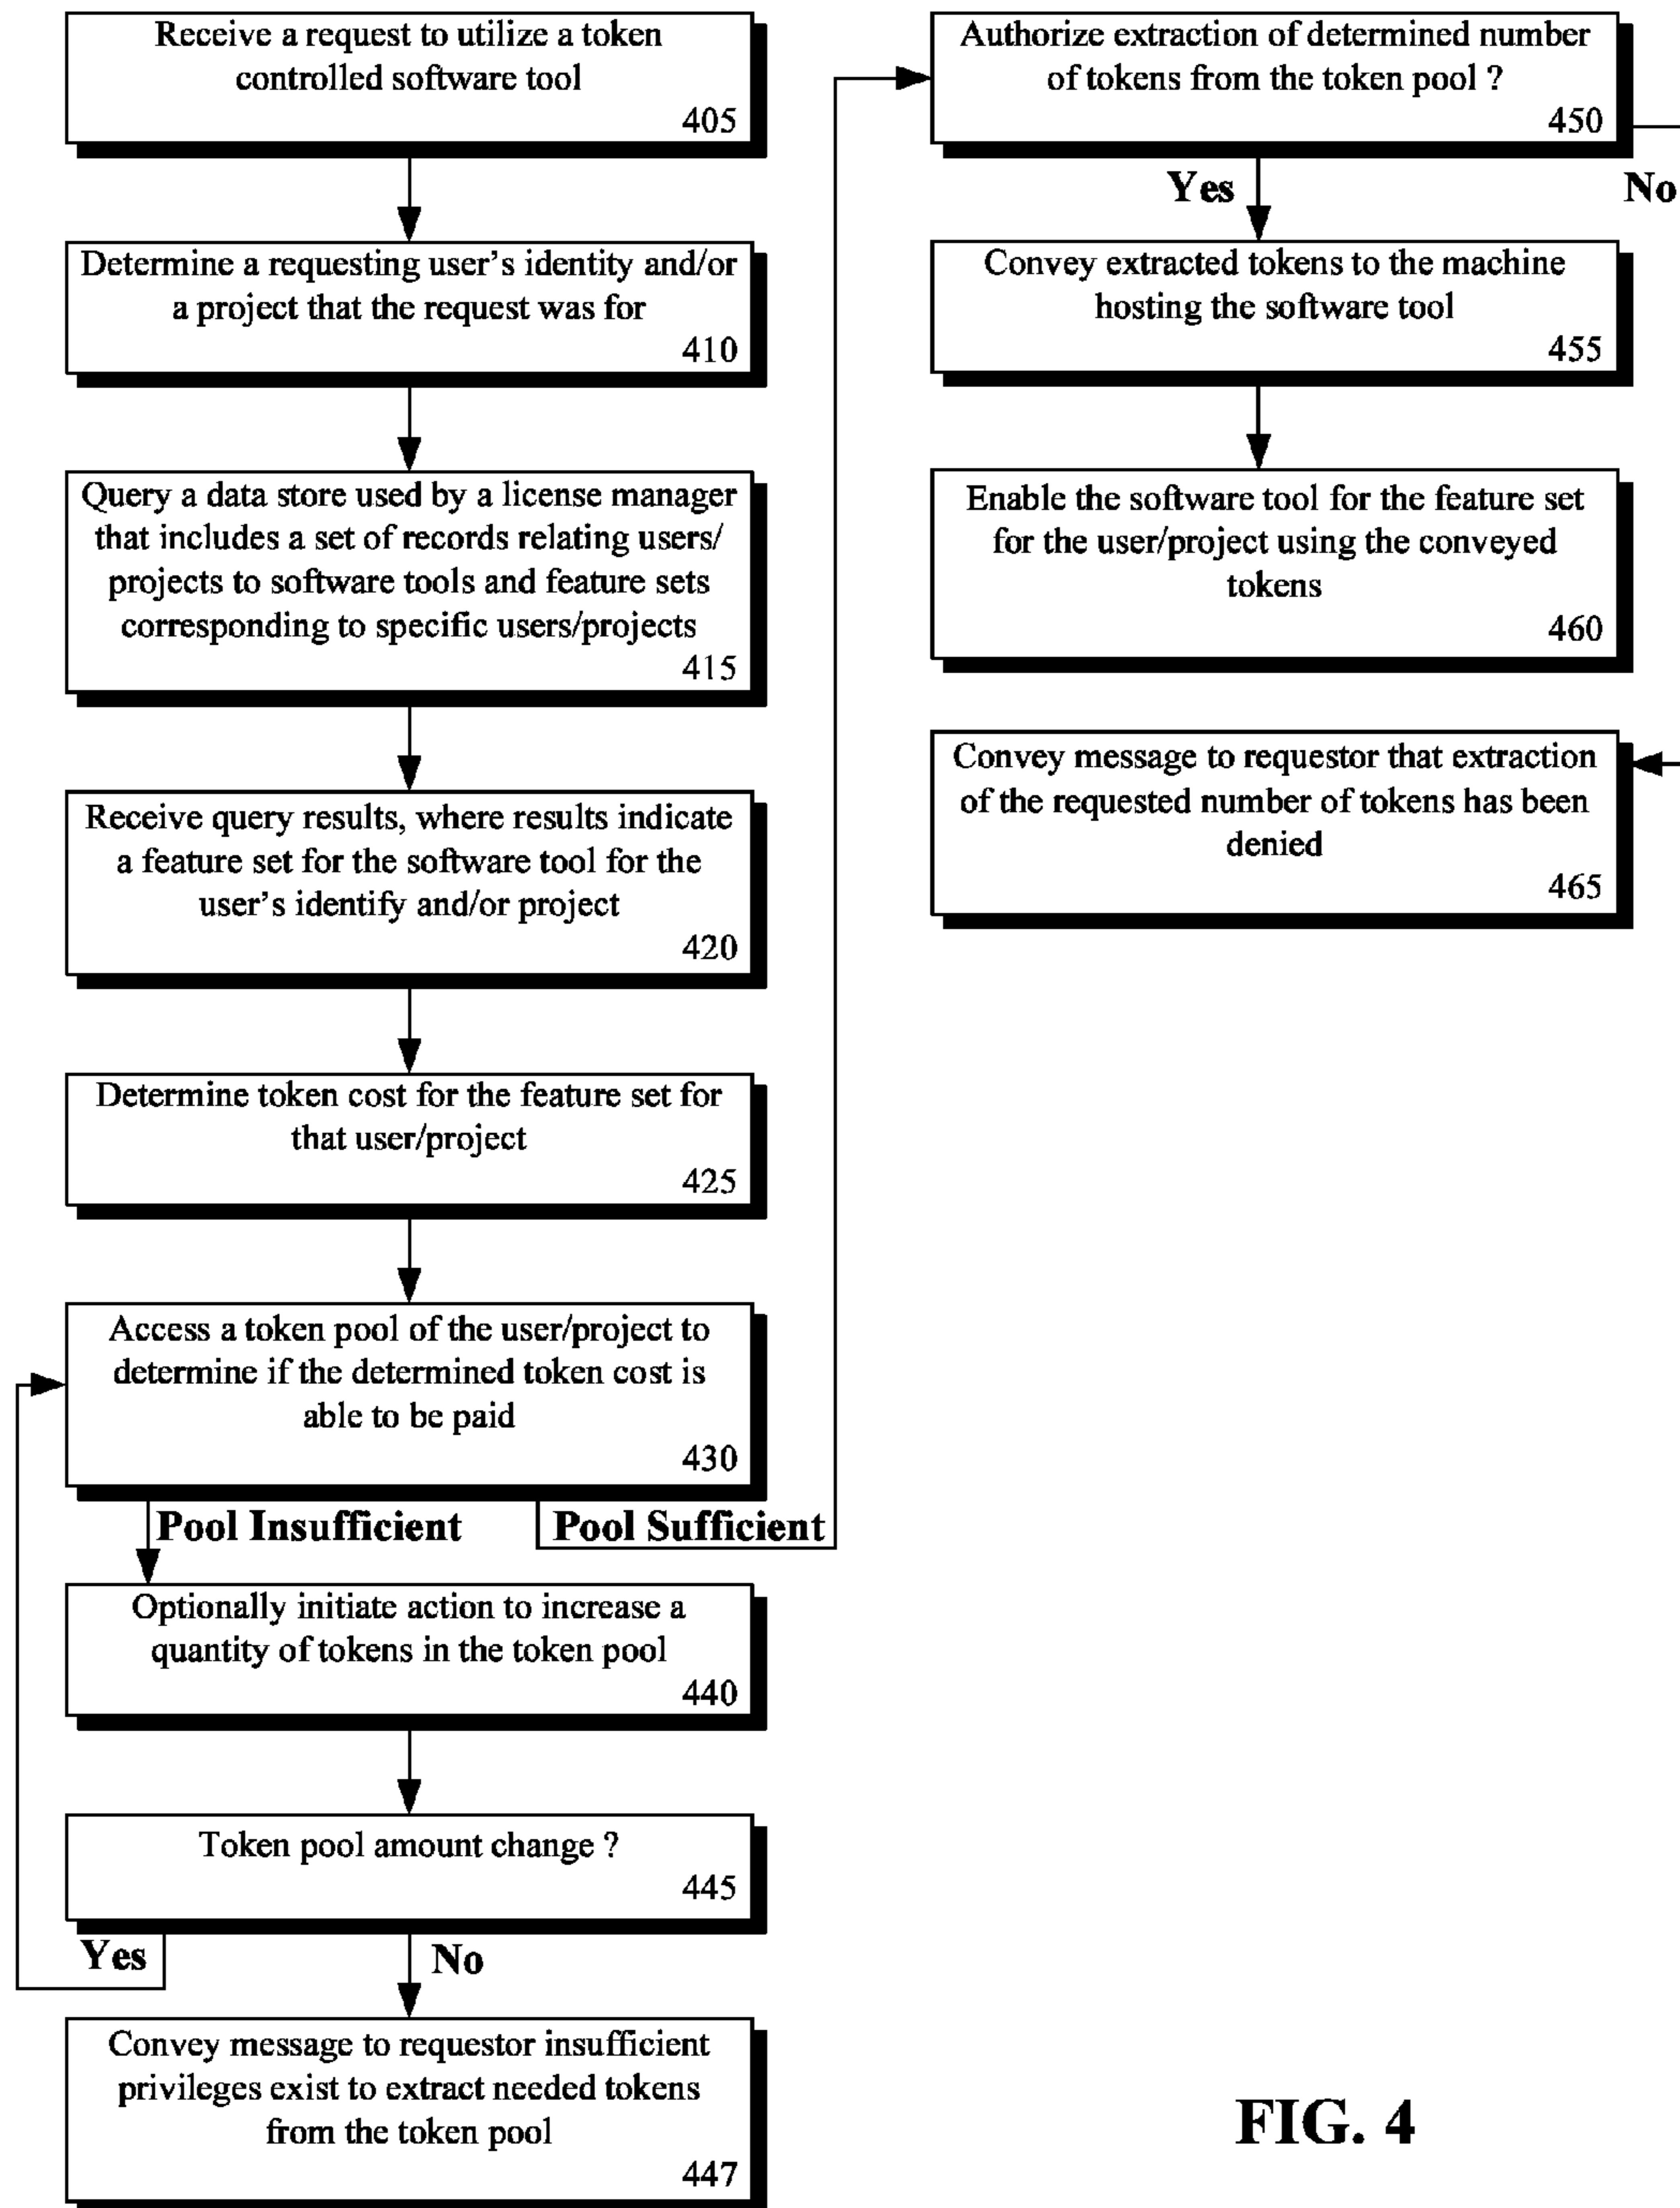 Receive a request to utilize a token
controlled software tool
405
Determine a requesting user's identity and/or
a project that the request was for
410
Query a data store used by a license manager
that includes a set of records relating users/
projects to software tools and feature sets
corresponding to specific users/projects
415
Receive query results, where results indicate
a feature set for the software tool for the
user's identify and/or project
420
Determine token cost for the feature set for
that user/project
425
Access a token pool of the user/project to
determine if the determined token cost is
able to be paid
430
Pool Insufficient
Pool Sufficient
Optionally initiate action to increase a
quantity of tokens in the token pool
440
Token pool amount change ?
445
Yes
No
Convey message to requestor insufficient
privileges exist to extract needed tokens
from the token pool
447
Authorize extraction of determined number
of tokens from the token pool ?
450
Yes
No
Convey extracted tokens to the machine
hosting the software tool
455
Enable the software tool for the feature set
for the user/project using the conveyed
tokens
460
Convey message to requestor that extraction
of the requested number of tokens has been
denied
465
FIG. 4